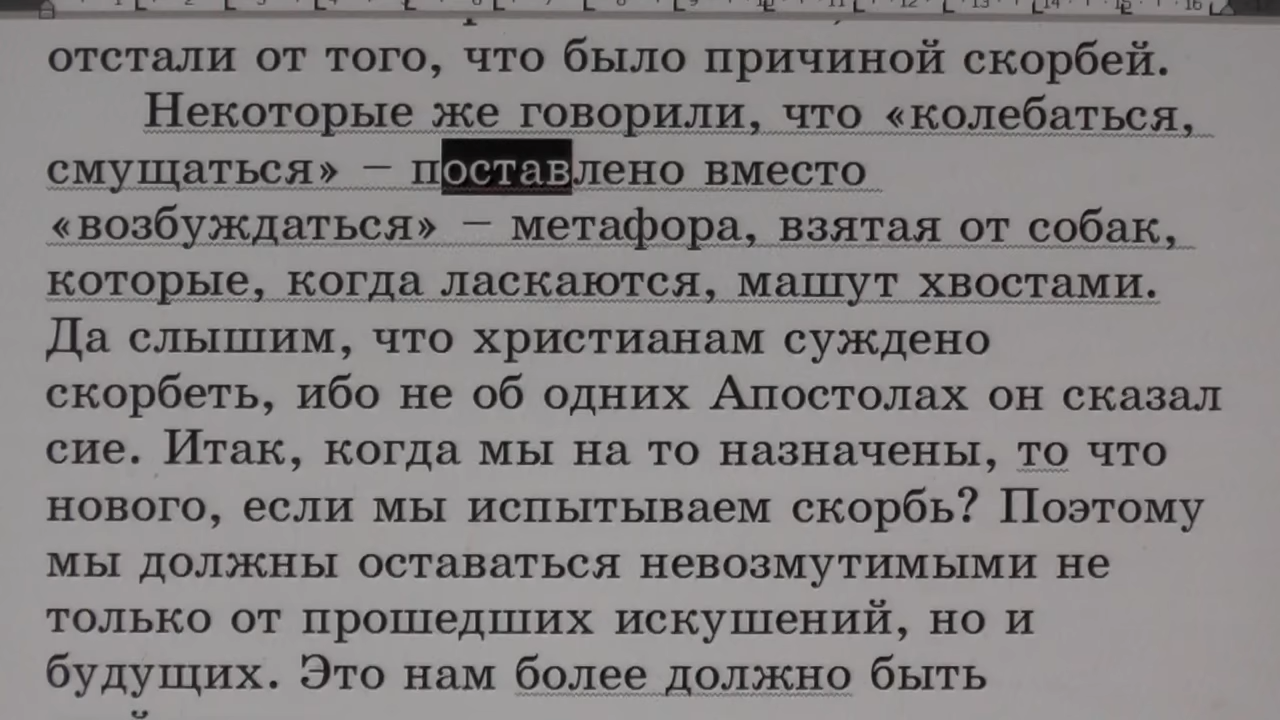 отстали от того, что было причиной скорбей.
Некоторые же говорили, что «колебаться,
смущаться» – поставлено вместо
«возбуждаться» – метафора, взятая от собак,
которые, когда ласкаются, машут хвостами.
Да слышим, что христианам суждено
скорбеть, ибо не об одних Апостолах он сказал
сие. Итак, когда мы на то назначены, то что
нового, если мы испытываем скорбь? Поэтому
мы должны оставаться невозмутимыми не
только от прошедших искушений, но и
будущих. Это нам более должно быть